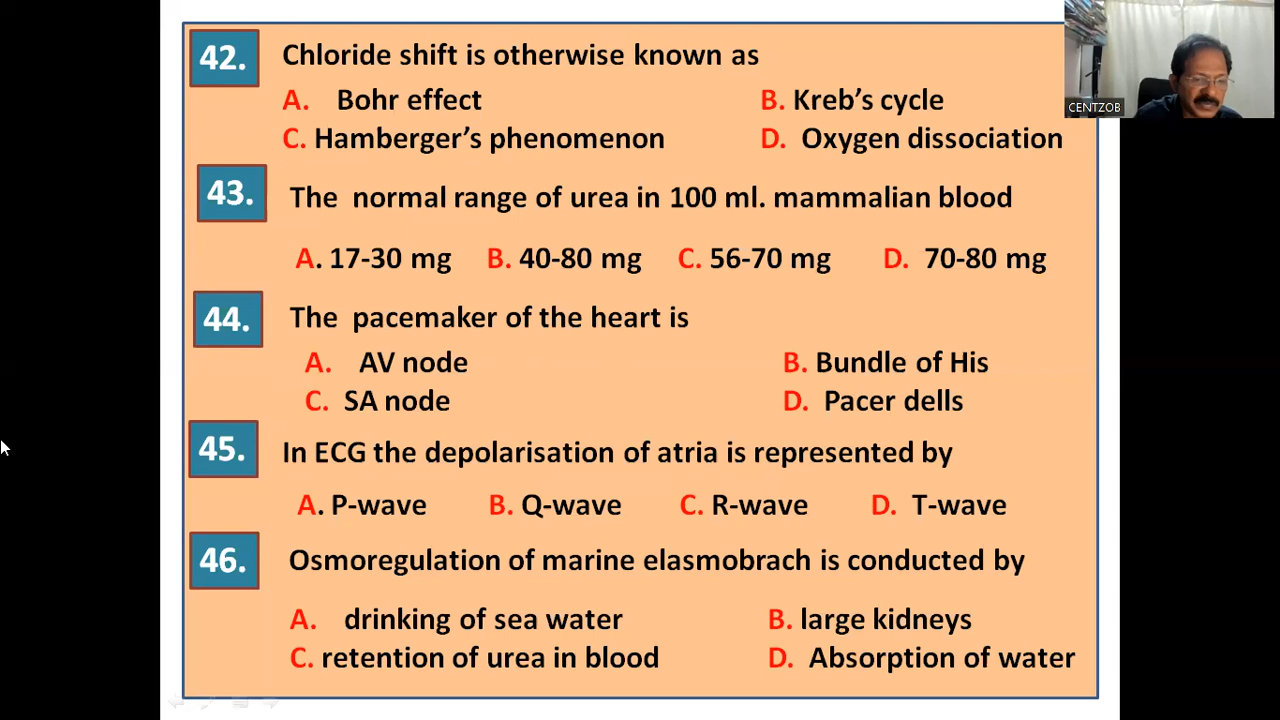 42. Chloride shift is otherwise known as
A. Bohr effect B. Kreb's cycle
CENTZOB
C. Hamberger's phenomenon D. Oxygen dissociation
43. The normal range of urea in 100 ml. mammalian blood
A. 17-30 mg B. 40-80 mg C. 56-70 mg D. 70-80 mg
44. The pacemaker of the heart is
A. AV node B. Bundle of His
C. SA node D. Pacer dells
45. In ECG the depolarisation of atria is represented by
A. P-wave B. Q-wave C. R-wave D. T-wave
46. Osmoregulation of marine elasmobrach is conducted by
A. drinking of sea water B. large kidneys
C. retention of urea in blood D. Absorption of water